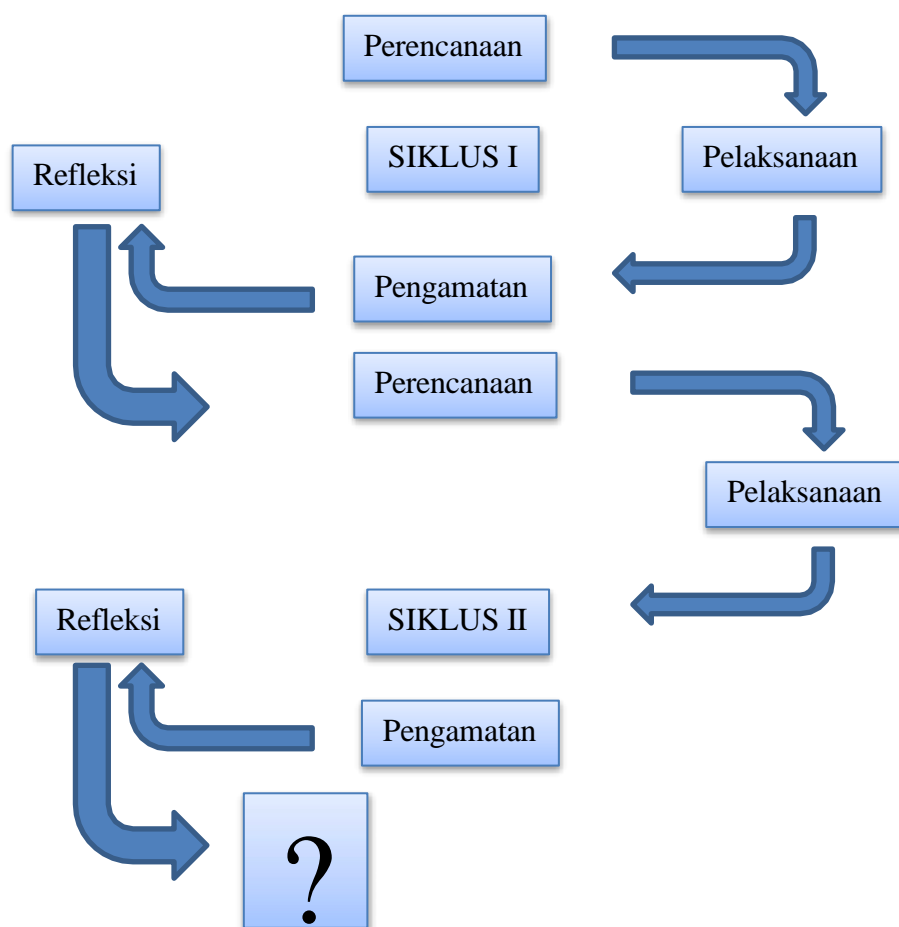 Perencanaan
SIKLUS I
Pelaksanaan
Refleksi
Pengamatan
Perencanaan
Pelaksanaan
Refleksi
SIKLUS II
Pengamatan
?